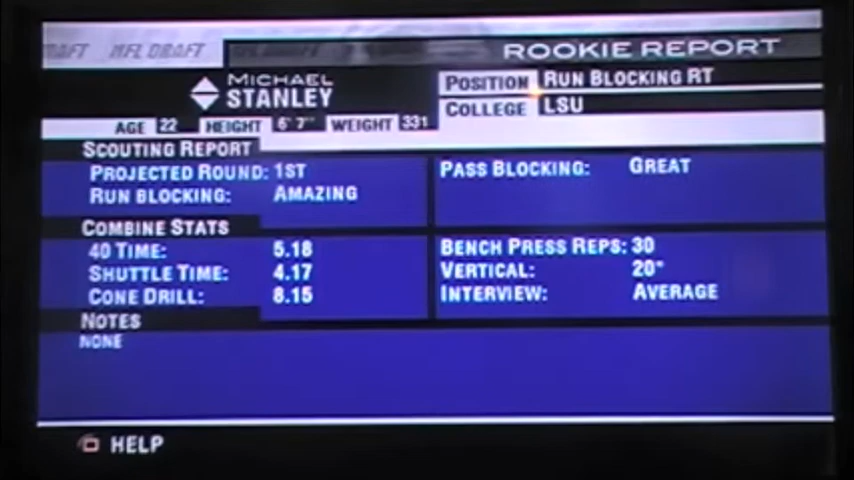 NFL DRAFT
ROOKIE REPORT
MICHAEL STANLEY
POSITION RUN BLOCKING RT
COLLEGE LSU
AGE 22 HEIGHT 6' 7" WEIGHT 331
SCOUTING REPORT
PROJECTED ROUND: 1ST
RUN BLOCKING: AMAZING
PASS BLOCKING: GREAT
COMBINE STATS
40 TIME: 5.18
SHUTTLE TIME: 4.17
CONE DRILL: 8.15
BENCH PRESS REPS: 30
VERTICAL: 20"
INTERVIEW: AVERAGE
NOTES
NONE
HELP